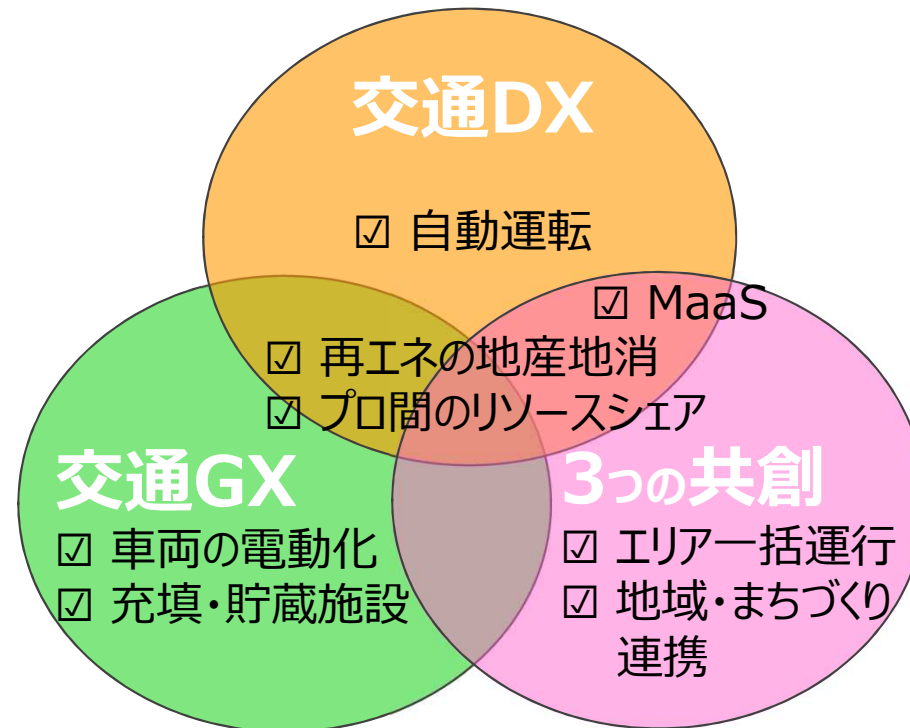 交通DX
☑ 自動運転
☑ MaaS
☑ 再エネの地産地消
☑ プロ間のリソースシェア
交通GX
☑ 車両の電動化
☑ 充填・貯蔵施設
3つの共創
☑ エリア一括運行
☑ 地域・まちづくり
連携